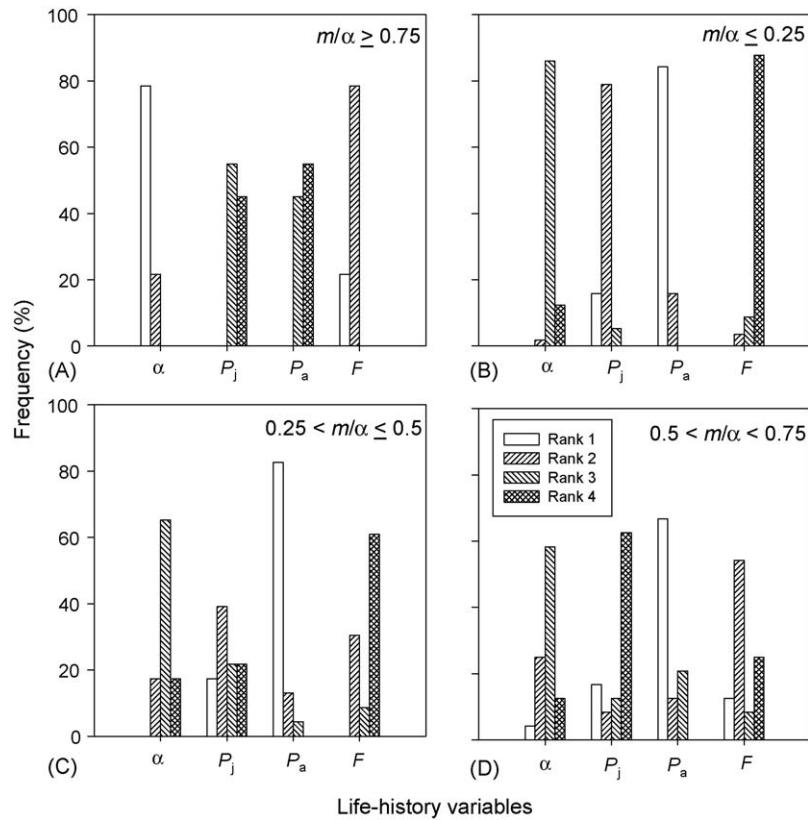 m/α ≥ 0.75
m/α ≤ 0.25
100
80
60
40
20
0
(A)
α
Pj
Pa
F
(B)
α
Pj
Pa
F
Frequency (%)
0.25 < m/α ≤ 0.5
0.5 < m/α < 0.75
100
80
60
40
20
0
Rank 1
Rank 2
Rank 3
Rank 4
(C)
α
Pj
Pa
F
(D)
α
Pj
Pa
F
Life-history variables